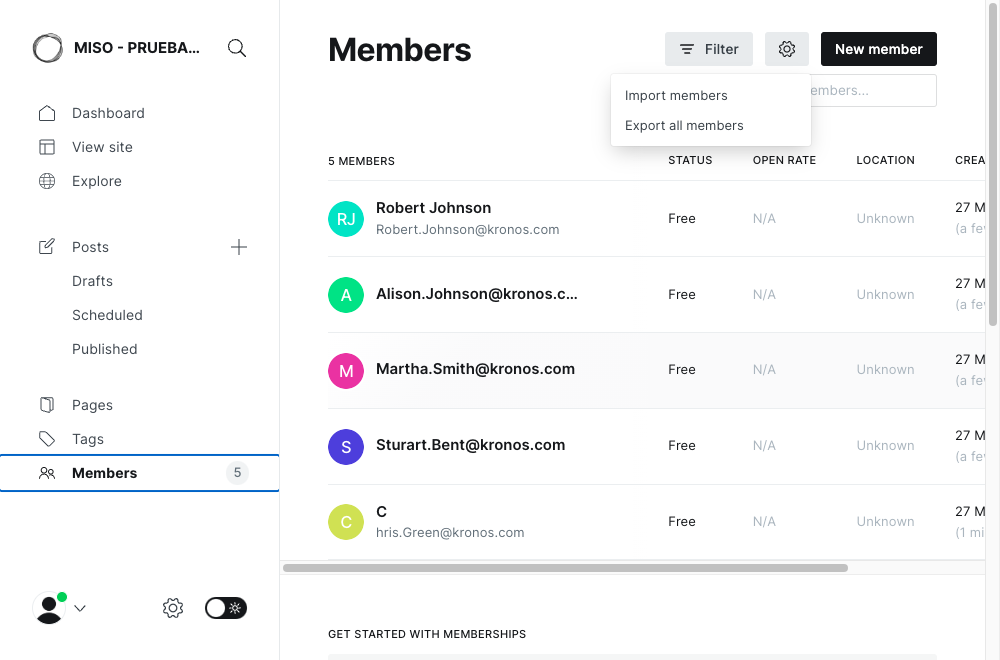 MISO - PRUEBA...
Dashboard
View site
Explore
Posts
Drafts
Scheduled
Published
Pages
Tags
Members 5
Members
Filter
New member
embers...
Import members
Export all members
5 MEMBERS STATUS OPEN RATE LOCATION CREA
RJ Robert Johnson Free N/A Unknown 27 M
Robert.Johnson@kronos.com (a fe
A Alison.Johnson@kronos.c... Free N/A Unknown 27 M
(a fe
M Martha.Smith@kronos.com Free N/A Unknown 27 M
(a fe
S Sturart.Bent@kronos.com Free N/A Unknown 27 M
(a fe
C C Free N/A Unknown 27 M
hris.Green@kronos.com (1 mi
GET STARTED WITH MEMBERSHIPS